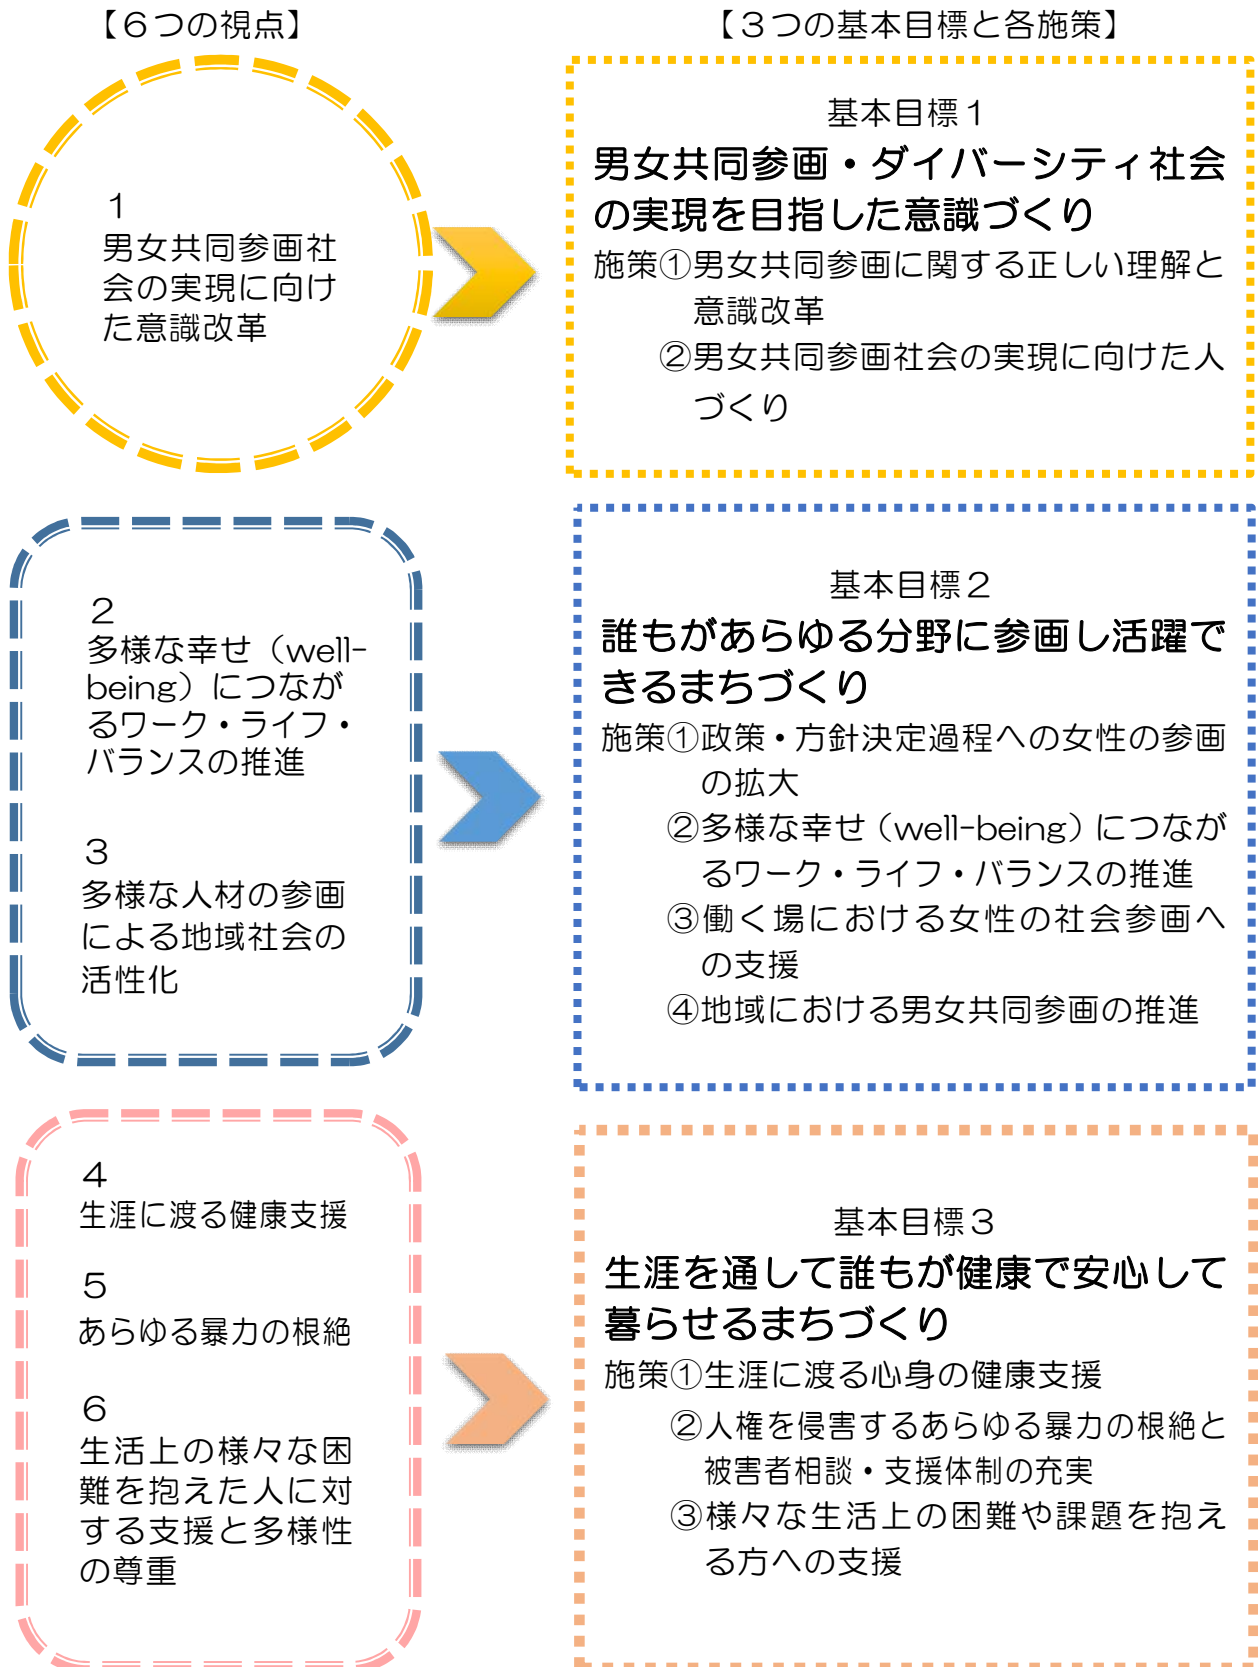 【６つの視点】
【３つの基本目標と各施策】
1
男女共同参画社
会の実現に向け
た意識改革
基本目標１
男女共同参画・ダイバーシティ社会
の実現を目指した意識づくり
施策①男女共同参画に関する正しい理解と
意識改革
②男女共同参画社会の実現に向けた人
づくり
２
多様な幸せ（well-
being）につなが
るワーク・ライフ・
バランスの推進
３
多様な人材の参画
による地域社会の
活性化
基本目標２
誰もがあらゆる分野に参画し活躍で
きるまちづくり
施策①政策・方針決定過程への女性の参画
の拡大
②多様な幸せ（well-being）につなが
るワーク・ライフ・バランスの推進
③働く場における女性の社会参画へ
の支援
④地域における男女共同参画の推進
４
生涯に渡る健康支援
５
あらゆる暴力の根絶
６
生活上の様々な困
難を抱えた人に対
する支援と多様性
の尊重
基本目標３
生涯を通して誰もが健康で安心して
暮らせるまちづくり
施策①生涯に渡る心身の健康支援
②人権を侵害するあらゆる暴力の根絶と
被害者相談・支援体制の充実
③様々な生活上の困難や課題を抱え
る方への支援